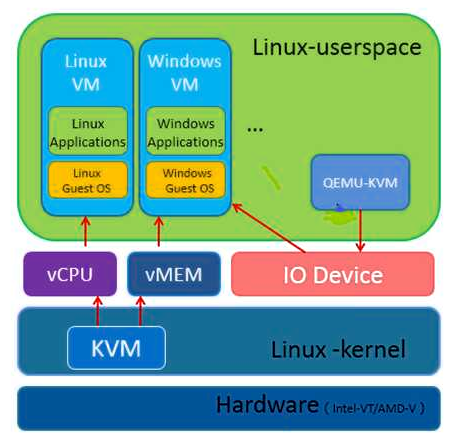 Linux-userspace
Linux
VM
Windows
VM
Linux
Applications
Windows
Applications
...
Linux
Guest OS
Windows
Guest OS
QEMU-KVM
vCPU
vMEM
IO Device
KVM
Linux -kernel
Hardware ( Intel-VT/AMD-V )